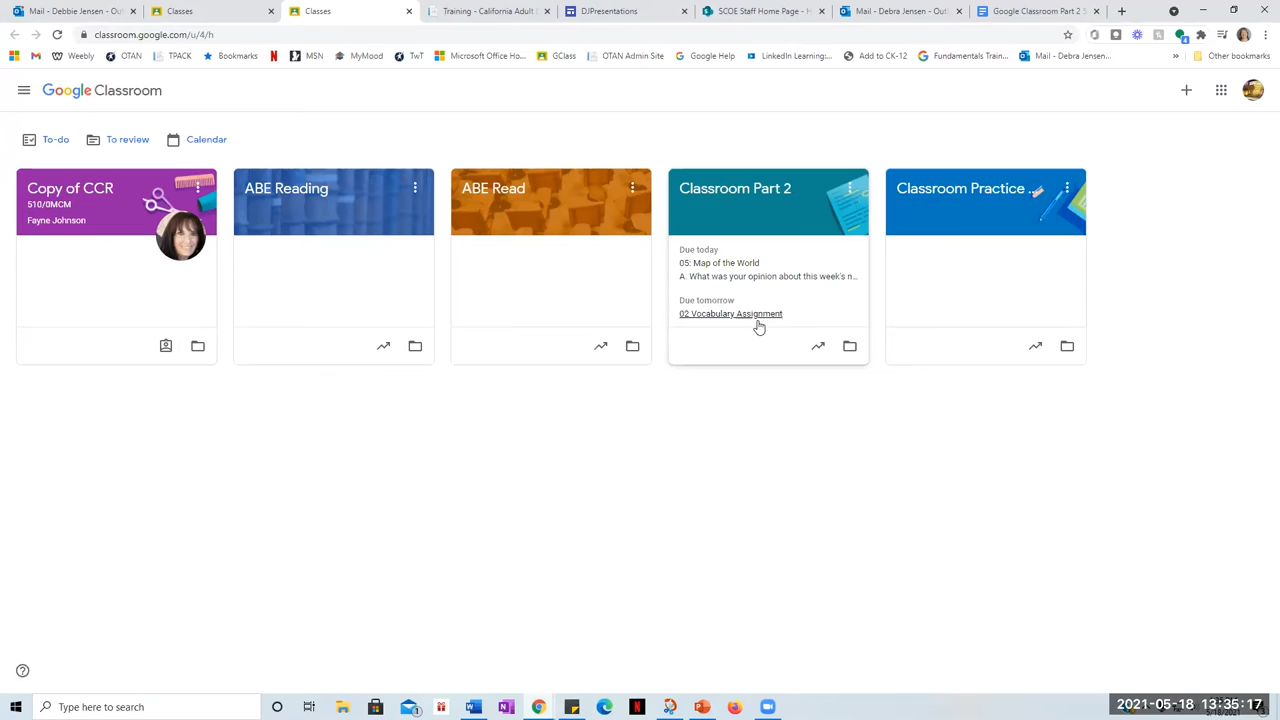 Mail - Debbie Jensen - Out
Classes
Classes
Training - California Adult
DJPresentations
SCOE Staff Home Page - H
Mail - Debra Jensen - Outl
Google Classroom Part 2
classroom.google.com/u/4/h
Weebly
OTAN
TPACK
Bookmarks
MSN
MyMood
TwT
Microsoft Office Ho...
GClass
OTAN Admin Site
Google Help
LinkedIn Learning:...
Add to CK-12
Fundamentals Train...
Mail - Debra Jensen...
»
Other bookmarks
Google Classroom
To-do
To review
Calendar
Copy of CCR
510/0MCM
Fayne Johnson
ABE Reading
ABE Read
Classroom Part 2
Due today
05: Map of the World
A. What was your opinion about this week's n...
Due tomorrow
02 Vocabulary Assignment
Classroom Practice ...
Type here to search
2021-05-18 13:35:17